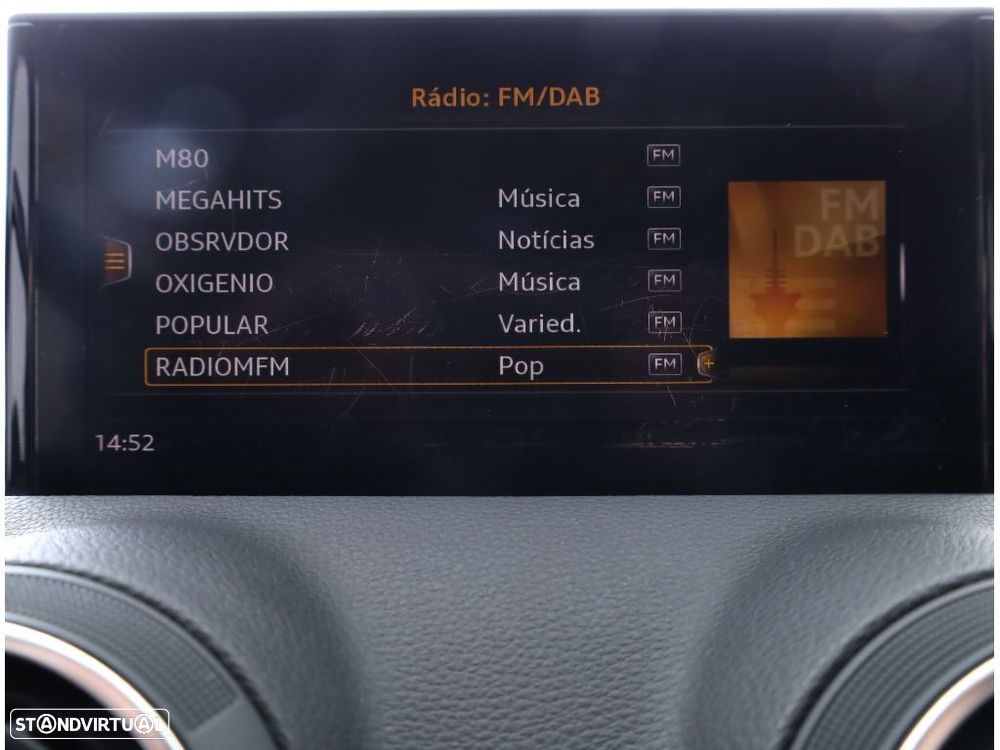 Rádio: FM/DAB
M80 FM
MEGAHITS Música FM
OBSRVDOR Notícias FM
OXIGENIO Música FM
POPULAR Varied. FM
RADIOMFM Pop FM
FM
DAB
14:52
STANDVIRTUAL